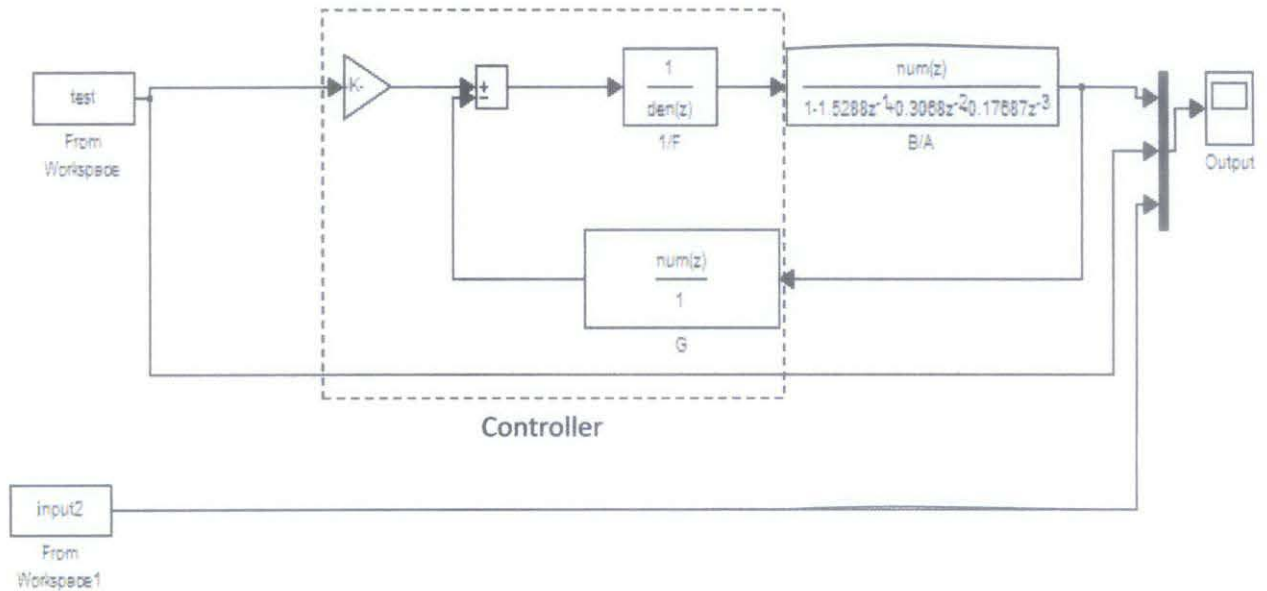 test
From
Workspace
K-
+
-
1
den(z)
1/F
num(z)
1-1.5288z-1+0.3068z-20.17687z-3
B/A
Output
num(z)
1
G
Controller
input2
From
Workspace1